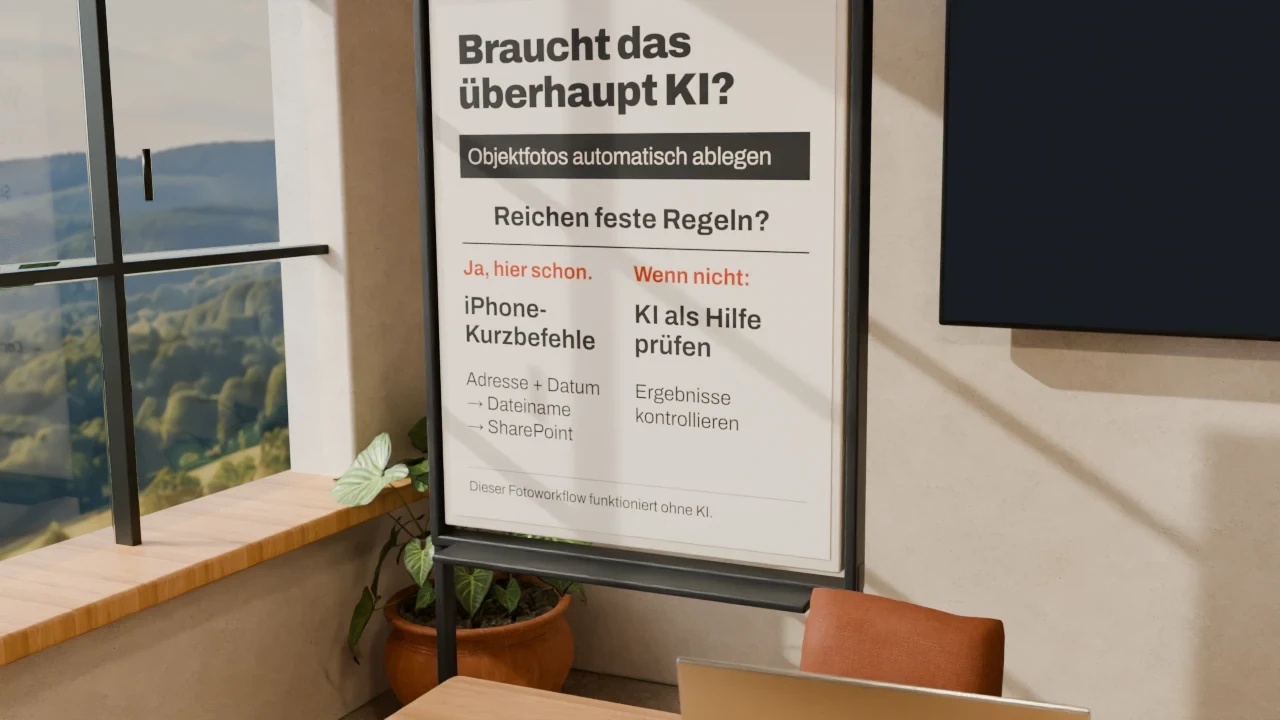 Braucht das
überhaupt KI?
Objektfotos automatisch ablegen
Reichen feste Regeln?
Ja, hier schon.
iPhone-
Kurzbefehle
Adresse + Datum
→ Dateiname
→ SharePoint
Wenn nicht:
KI als Hilfe
prüfen
Ergebnisse
kontrollieren
Dieser Fotoworkflow funktioniert ohne KI.